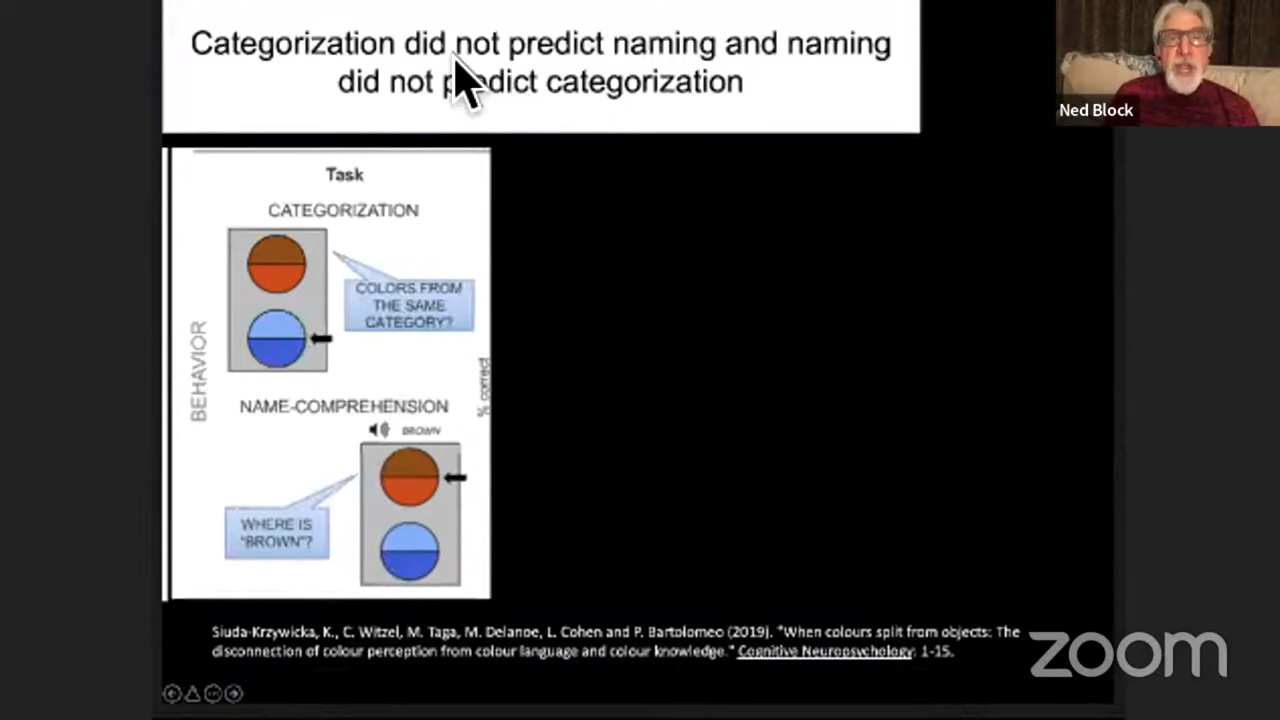 Categorization did not predict naming and naming
did not predict categorization
Ned Block
Task
CATEGORIZATION
COLORS FROM
THE SAME
CATEGORY?
BEHAVIOR
% correct
NAME-COMPREHENSION
BROWN
WHERE IS
"BROWN"?
Siuda-Krzywicka, K., C. Witzel, M. Taga, M. Delanoe, L. Cohen and P. Bartolomeo (2019). "When colours split from objects: The
disconnection of colour perception from colour language and colour knowledge." Cognitive Neuropsychology: 1-15.
zoom